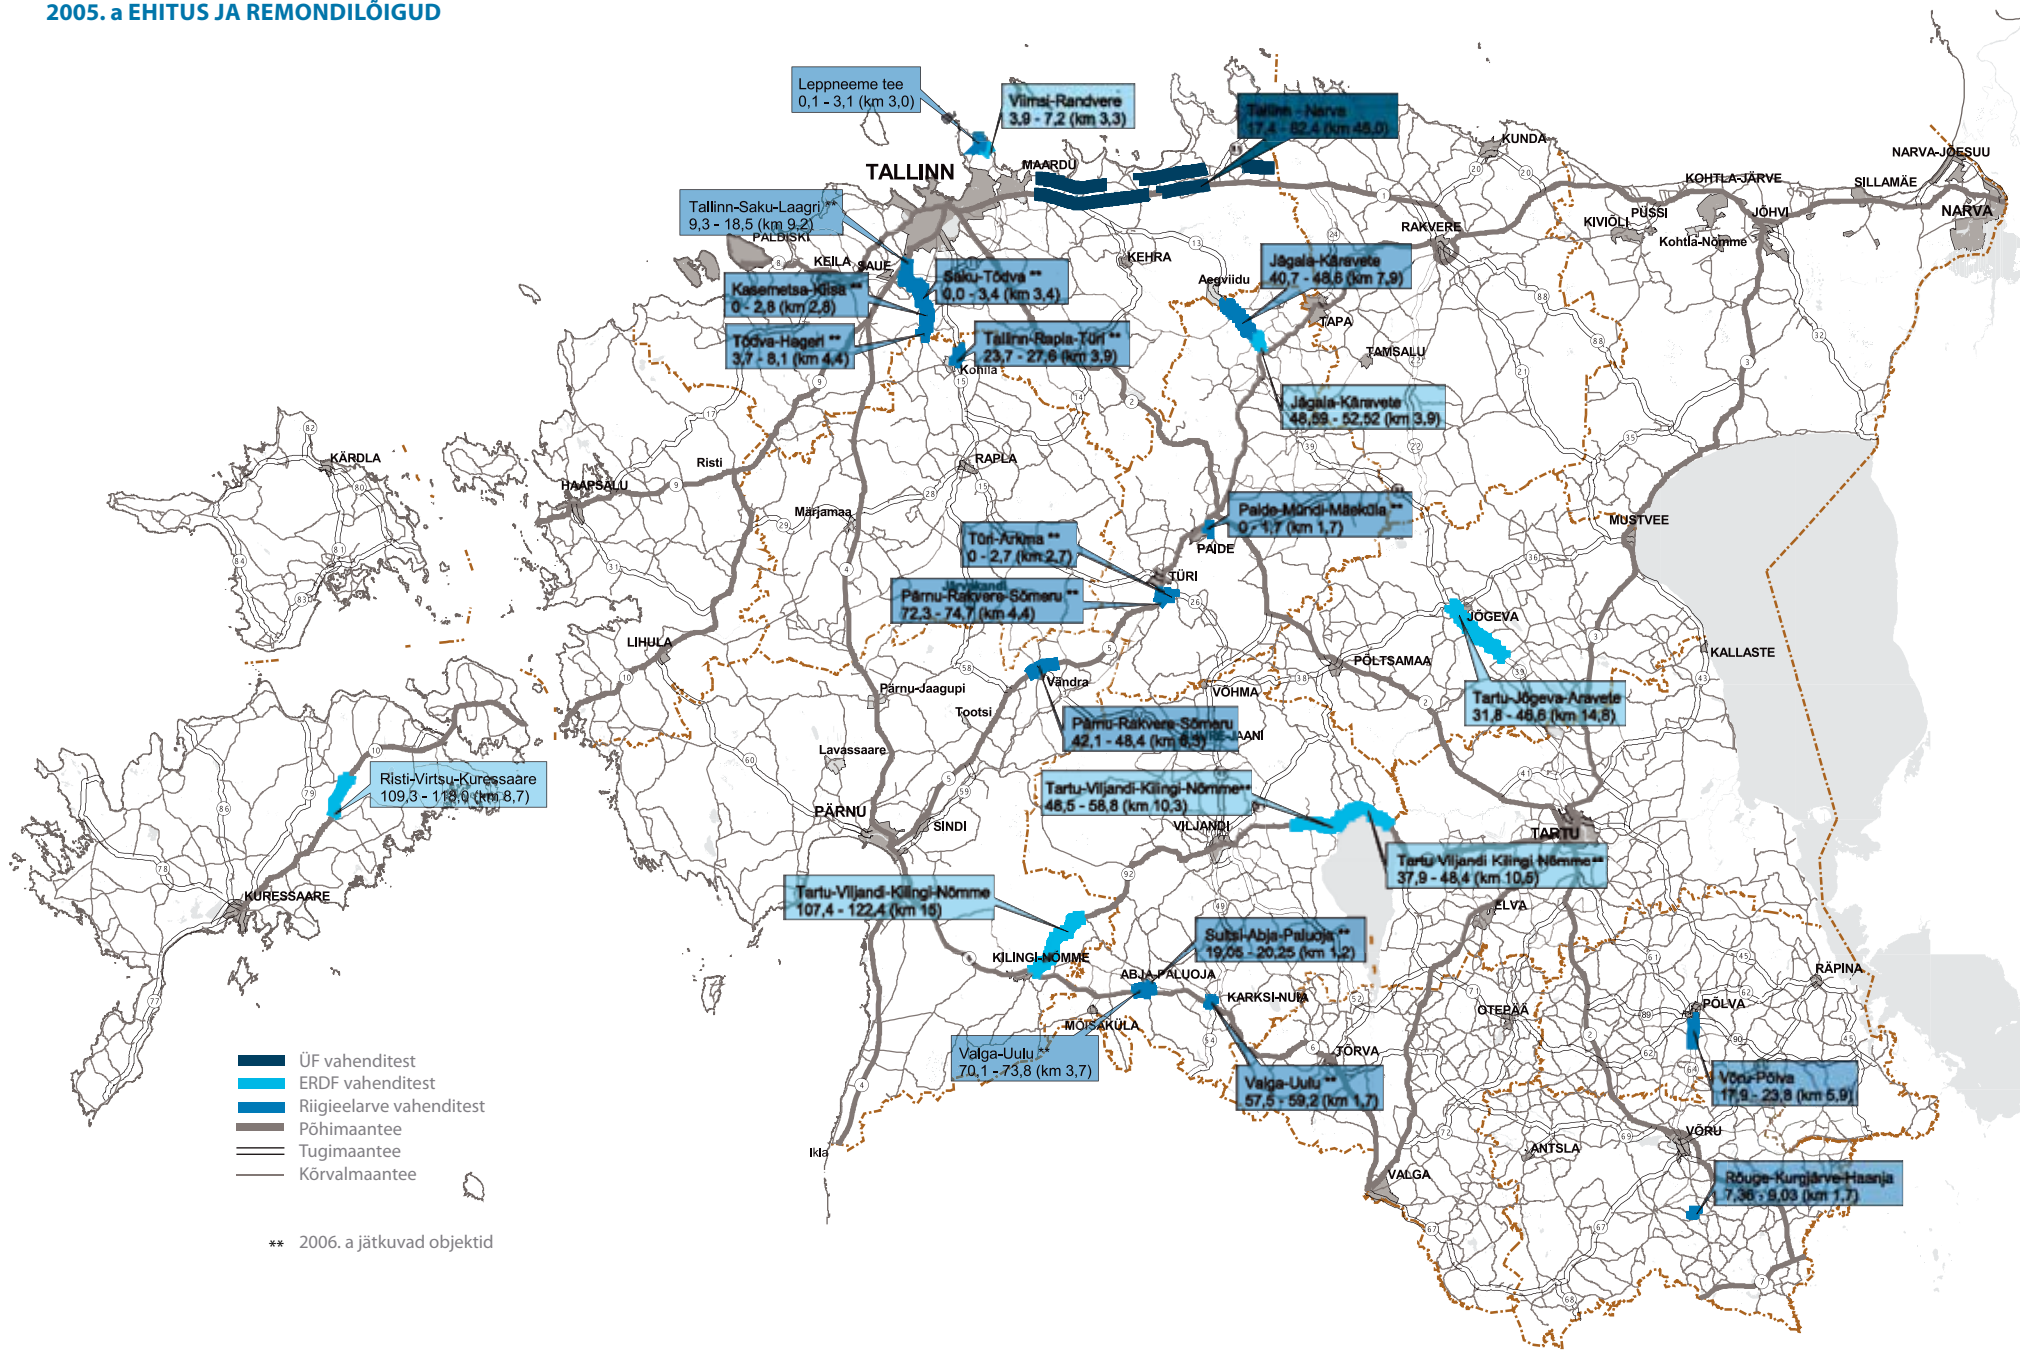 2005. a EHITUS JA REMONDILÕIGUD
Leppneeme tee
0,1 - 3,1 (km 3,0)
Viimsi-Randvere
3,9 - 7,2 (km 3,3)
Tallinn - Narva
17,4 - 62,4 (km 46,0)
KUNDA
NARVA-JÕESUU
MAARDU
TALLINN
KOHTLA-JÄRVE
SILLAMÄE
PÜSSI
JÕHVI
NARVA
KIVIÕLI
Kohtla-Nõmme
RAKVERE
Tallinn-Saku-Laagri **
9,3 - 18,5 (km 9,2)
PALDISKI
KEILA
SAUE
KEHRA
Aegviidu
Jägala-Käravete
40,7 - 48,6 (km 7,9)
Saku-Tõdva **
0,0 - 3,4 (km 3,4)
Kasemetsa-Kiisa **
0 - 2,8 (km 2,8)
TAPA
Tõdva-Hageri **
3,7 - 8,1 (km 4,4)
Tallinn-Rapla-Türi **
23,7 - 27,6 (km 3,9)
Kohila
TAMSALU
Jägala-Käravete
48,59 - 52,52 (km 3,9)
KÄRDLA
Risti
RAPLA
HAAPSALU
Märjamaa
Paide-Mündi-Mäeküla **
0 - 1,7 (km 1,7)
MUSTVEE
Türi-Arkma **
0 - 2,7 (km 2,7)
PAIDE
TÜRI
Pärnu-Rakvere-Sõmeru **
72,3 - 74,7 (km 4,4)
JÕGEVA
LIHULA
KALLASTE
PÕLTSAMAA
Vändra
VÕHMA
Pärnu-Jaagupi
Tootsi
Tartu-Jõgeva-Aravete
31,8 - 46,6 (km 14,8)
Pärnu-Rakvere-Sõmeru
42,1 - 48,4 (km 6,3)
Lavassaare
Risti-Virtsu-Kuressaare
109,3 - 118,0 (km 8,7)
Tartu-Viljandi-Kilingi-Nõmme**
48,5 - 58,8 (km 10,3)
PÄRNU
SINDI
VILJANDI
TARTU
Tartu-Viljandi-Kilingi-Nõmme**
37,9 - 48,4 (km 10,5)
KURESSAARE
Tartu-Viljandi-Kilingi-Nõmme
107,4 - 122,4 (km 15)
ELVA
Suitsi-Abja-Paluoja **
19,05 - 20,25 (km 1,2)
KILINGI-NÕMME
ABJA-PALUOJA
RÄPINA
KARKSI-NUIA
OTEPÄÄ
PÕLVA
MÕISAKÜLA
Valga-Uulu **
70,1 - 73,8 (km 3,7)
TÕRVA
Valga-Uulu **
57,5 - 59,2 (km 1,7)
Võru-Põlva
17,9 - 23,8 (km 5,9)
VÕRU
ANTSLA
Ikla
VALGA
Rõuge-Kurgjärve-Haanja
7,36 - 9,03 (km 1,7)
ÜF vahenditest
ERDF vahenditest
Riigieelarve vahenditest
Põhimaantee
Tugimaantee
Kõrvalmaantee
** 2006. a jätkuvad objektid